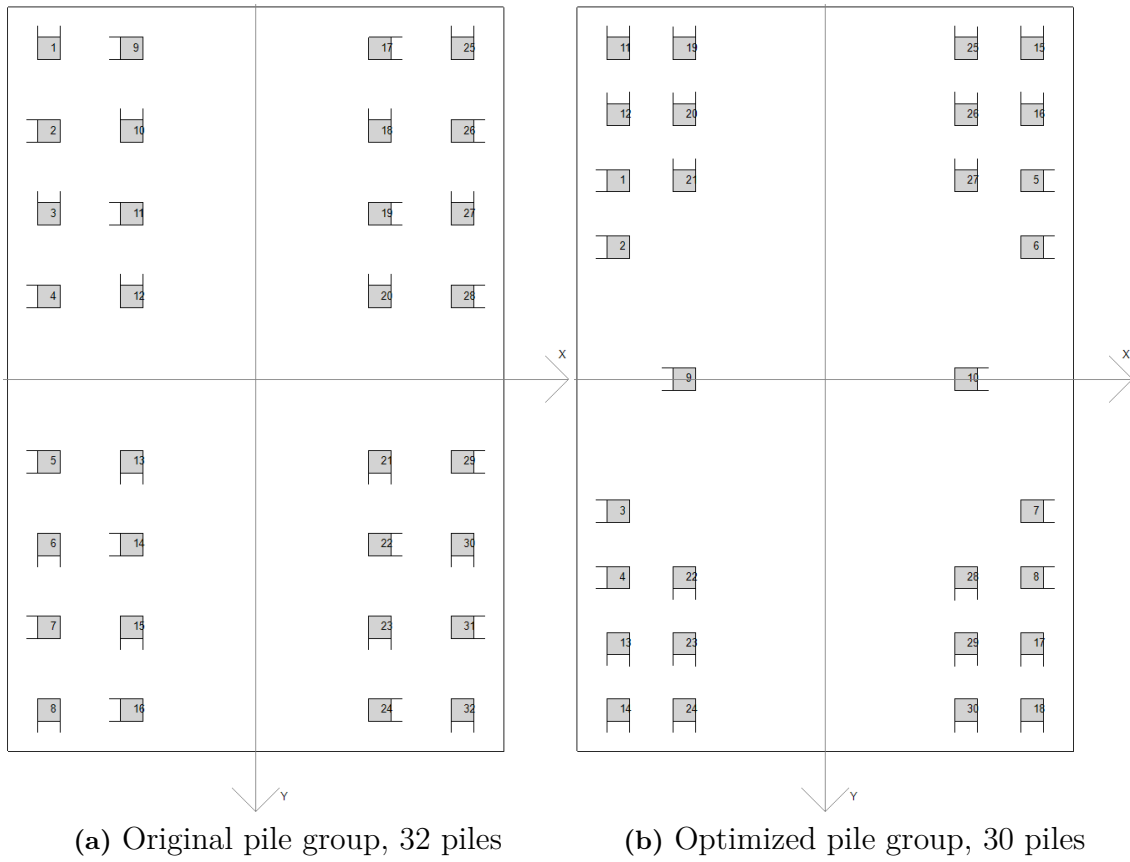 1 9 17 25 11 19 25 15
2 10 18 26 12 20 26 16
3 11 19 27 1 21 27 5
2 6
4 12 20 28
X X
9 10
5 13 21 29
3 7
6 14 22 30 4 22 28 8
7 15 23 31 13 23 29 17
8 16 24 32 14 24 30 18
Y Y
(a) Original pile group, 32 piles (b) Optimized pile group, 30 piles